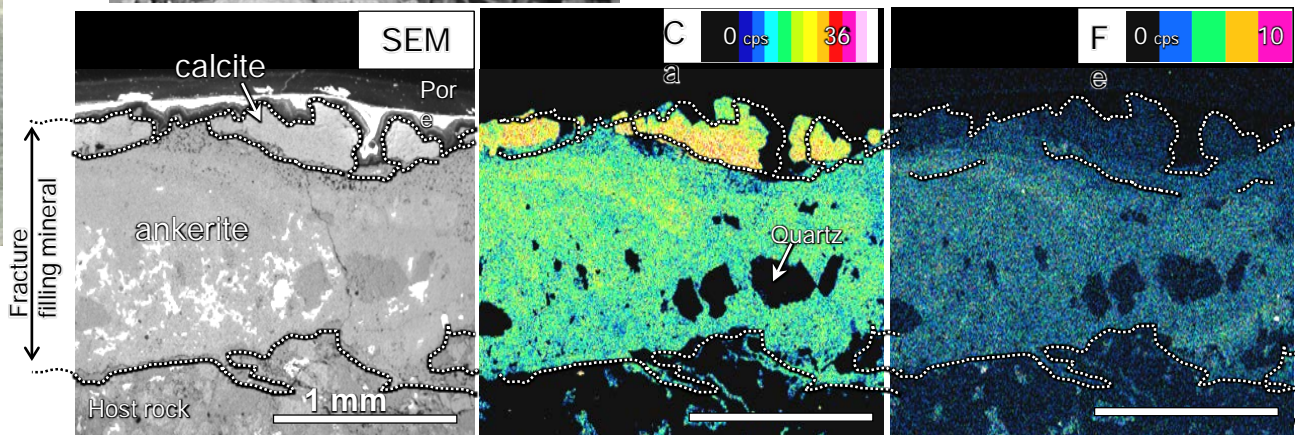 SEM
calcite
Por
e
Fracture
filling mineral
ankerite
Host rock
1 mm
C
a
0 cps 36
Quartz
F
e
0 cps 10